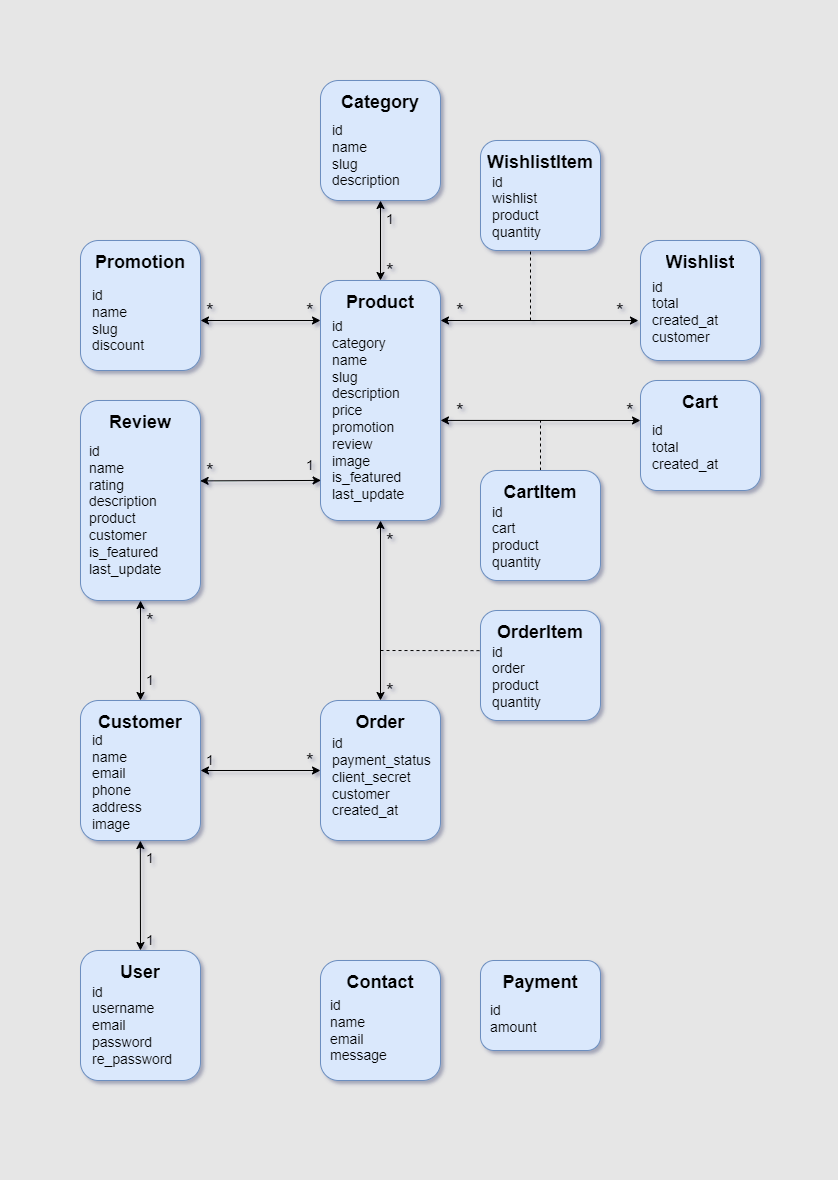 Category
id
name
slug
description
1
*
WishlistItem
id
wishlist
product
quantity
Promotion
id
name
slug
discount
*
*
Product
id
category
name
slug
description
price
promotion
review
image
is_featured
last_update
*
*
Wishlist
id
total
created_at
customer
*
*
Cart
id
total
created_at
Review
id
name
rating
description
product
customer
is_featured
last_update
*
1
CartItem
id
cart
product
quantity
*
*
OrderItem
id
order
product
quantity
*
1
Customer
id
name
email
phone
address
image
1
*
Order
id
payment_status
client_secret
customer
created_at
1
1
User
id
username
email
password
re_password
Contact
id
name
email
message
Payment
id
amount